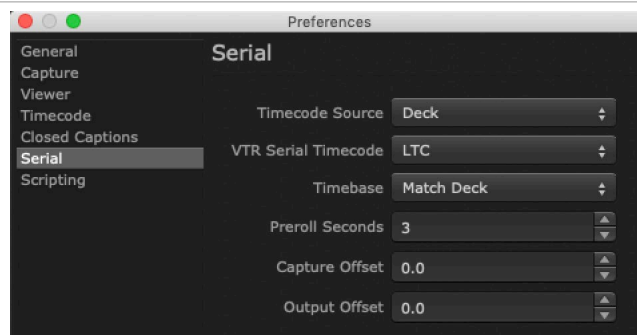 Preferences
General
Capture
Viewer
Timecode
Closed Captions
Serial
Scripting
Serial
Timecode Source Deck
VTR Serial Timecode LTC
Timebase Match Deck
Preroll Seconds 3
Capture Offset 0.0
Output Offset 0.0